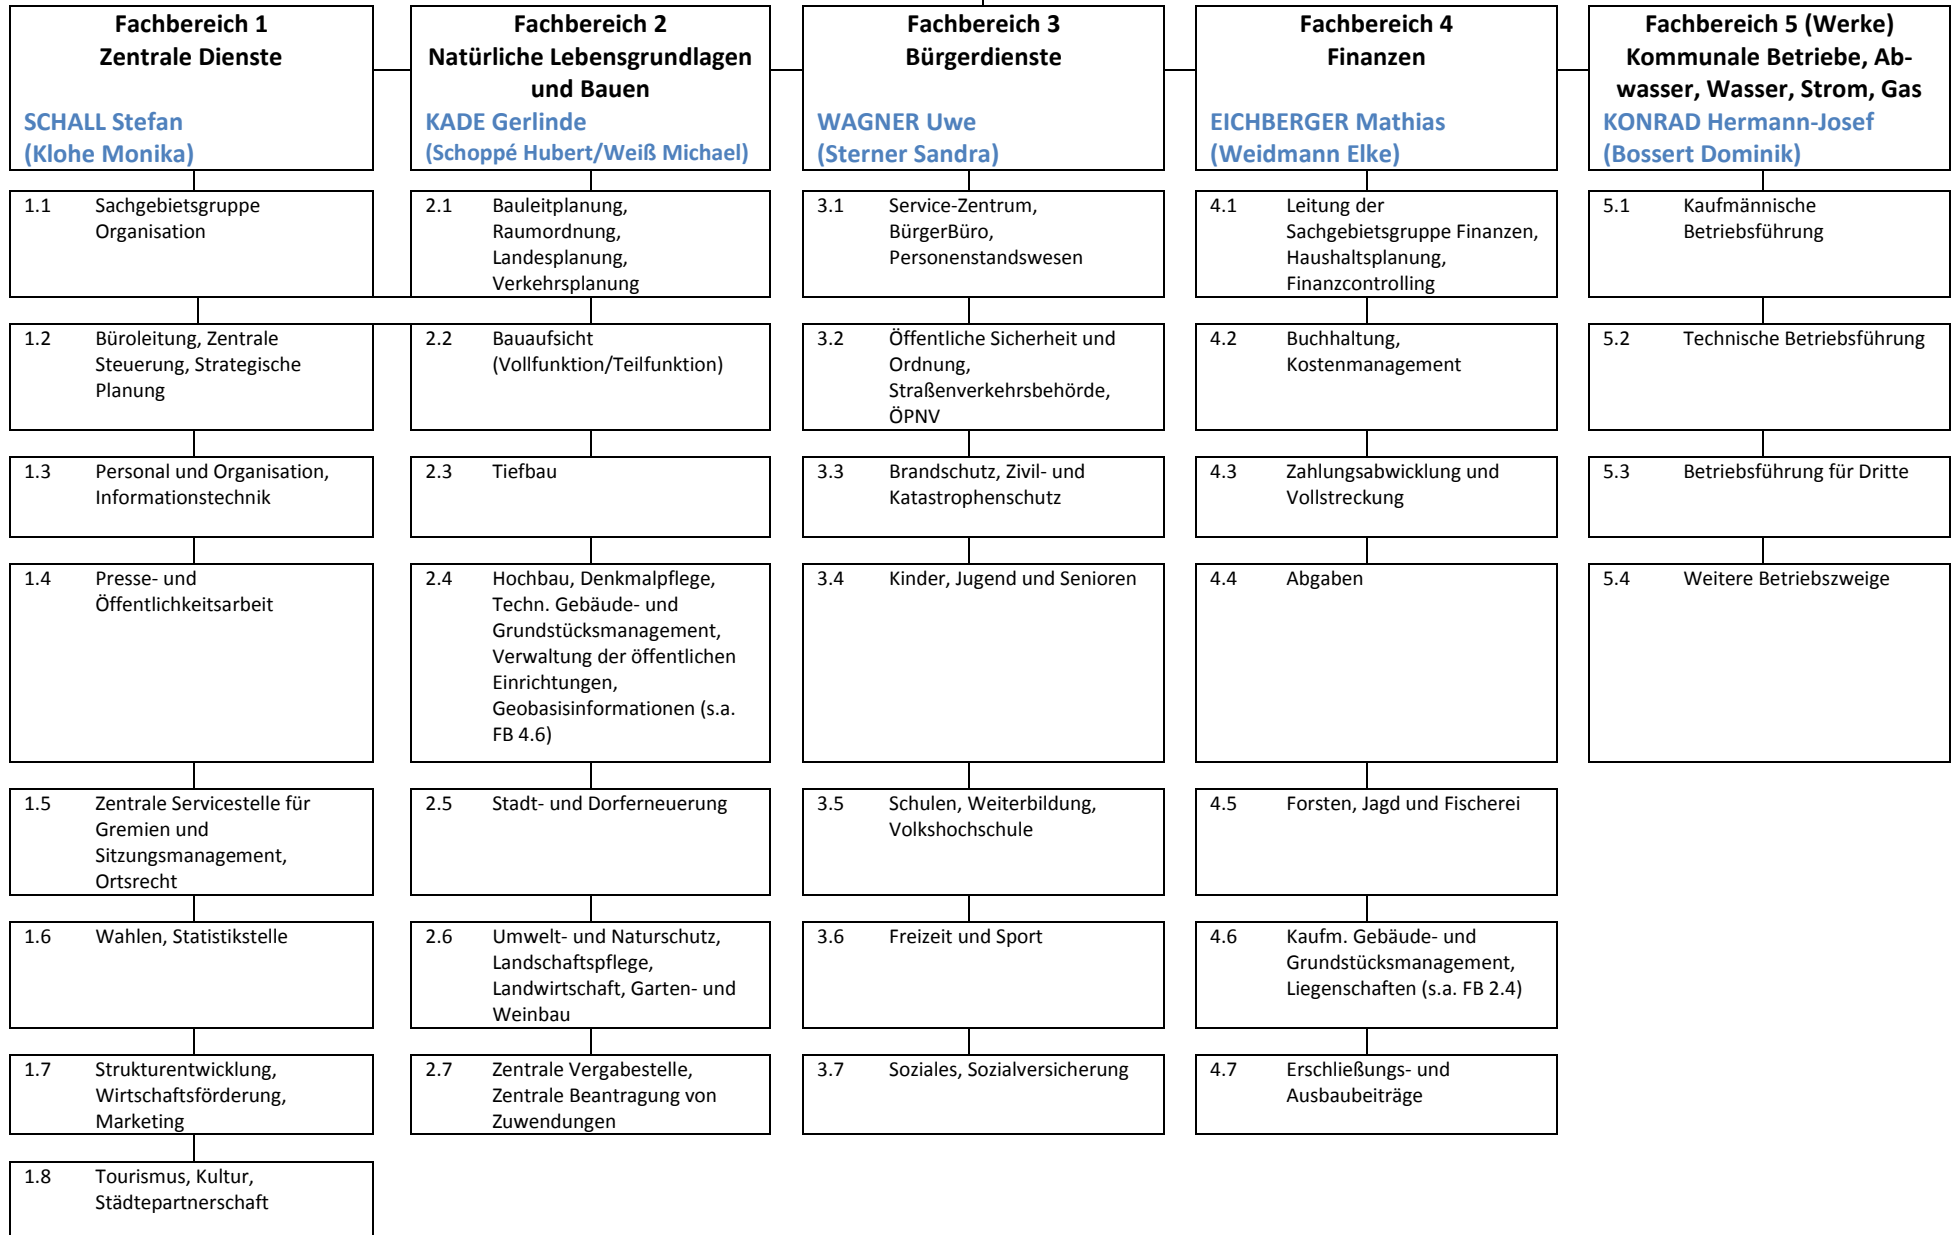 Fachbereich 1
Zentrale Dienste
SCHALL Stefan
(Klohe Monika)
1.1 Sachgebietsgruppe
Organisation
1.2 Büroleitung, Zentrale
Steuerung, Strategische
Planung
1.3 Personal und Organisation,
Informationstechnik
1.4 Presse- und
Öffentlichkeitsarbeit
1.5 Zentrale Servicestelle für
Gremien und
Sitzungsmanagement,
Ortsrecht
1.6 Wahlen, Statistikstelle
1.7 Strukturentwicklung,
Wirtschaftsförderung,
Marketing
1.8 Tourismus, Kultur,
Städtepartnerschaft
Fachbereich 2
Natürliche Lebensgrundlagen
und Bauen
KADE Gerlinde
(Schoppé Hubert/Weiß Michael)
2.1 Bauleitplanung,
Raumordnung,
Landesplanung,
Verkehrsplanung
2.2 Bauaufsicht
(Vollfunktion/Teilfunktion)
2.3 Tiefbau
2.4 Hochbau, Denkmalpflege,
Techn. Gebäude- und
Grundstücksmanagement,
Verwaltung der öffentlichen
Einrichtungen,
Geobasisinformationen (s.a.
FB 4.6)
2.5 Stadt- und Dorferneuerung
2.6 Umwelt- und Naturschutz,
Landschaftspflege,
Landwirtschaft, Garten- und
Weinbau
2.7 Zentrale Vergabestelle,
Zentrale Beantragung von
Zuwendungen
Fachbereich 3
Bürgerdienste
WAGNER Uwe
(Sterner Sandra)
3.1 Service-Zentrum,
BürgerBüro,
Personenstandswesen
3.2 Öffentliche Sicherheit und
Ordnung,
Straßenverkehrsbehörde,
ÖPNV
3.3 Brandschutz, Zivil- und
Katastrophenschutz
3.4 Kinder, Jugend und Senioren
3.5 Schulen, Weiterbildung,
Volkshochschule
3.6 Freizeit und Sport
3.7 Soziales, Sozialversicherung
Fachbereich 4
Finanzen
EICHBERGER Mathias
(Weidmann Elke)
4.1 Leitung der
Sachgebietsgruppe Finanzen,
Haushaltsplanung,
Finanzcontrolling
4.2 Buchhaltung,
Kostenmanagement
4.3 Zahlungsabwicklung und
Vollstreckung
4.4 Abgaben
4.5 Forsten, Jagd und Fischerei
4.6 Kaufm. Gebäude- und
Grundstücksmanagement,
Liegenschaften (s.a. FB 2.4)
4.7 Erschließungs- und
Ausbaubeiträge
Fachbereich 5 (Werke)
Kommunale Betriebe, Ab-
wasser, Wasser, Strom, Gas
KONRAD Hermann-Josef
(Bossert Dominik)
5.1 Kaufmännische
Betriebsführung
5.2 Technische Betriebsführung
5.3 Betriebsführung für Dritte
5.4 Weitere Betriebszweige